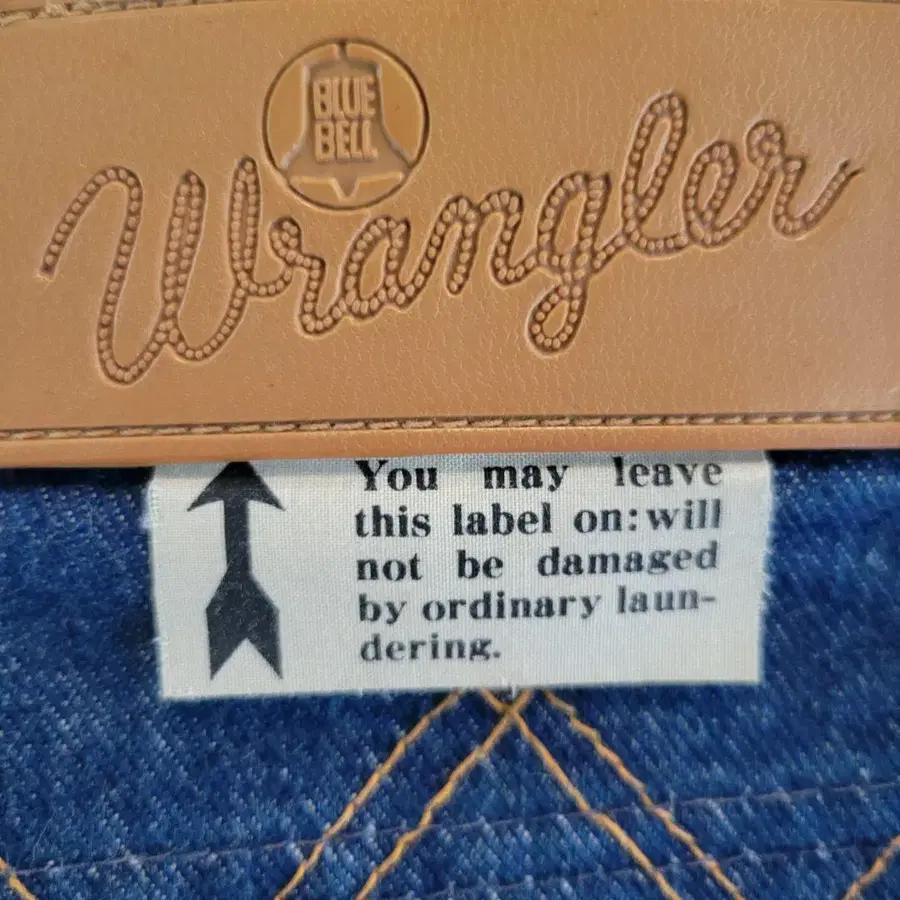 BLUE
BELL
Wrangler
You may leave
this label on: will
not be damaged
by ordinary laun-
dering.